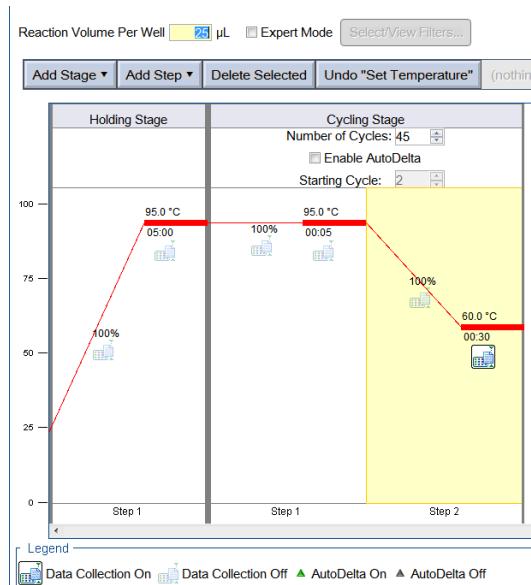 Reaction Volume Per Well 25 µL Expert Mode Select/View Filters...
Add Stage ▼ Add Step ▼ Delete Selected Undo "Set Temperature" (nothin
Holding Stage Cycling Stage
Number of Cycles: 45
Enable AutoDelta
Starting Cycle: 2
100
95.0 °C 95.0 °C
05:00 100% 00:05
75
100%
60.0 °C
100% 00:30
50
25
0
Step 1 Step 1 Step 2
Legend
Data Collection On Data Collection Off ▲ AutoDelta On ▲ AutoDelta Off